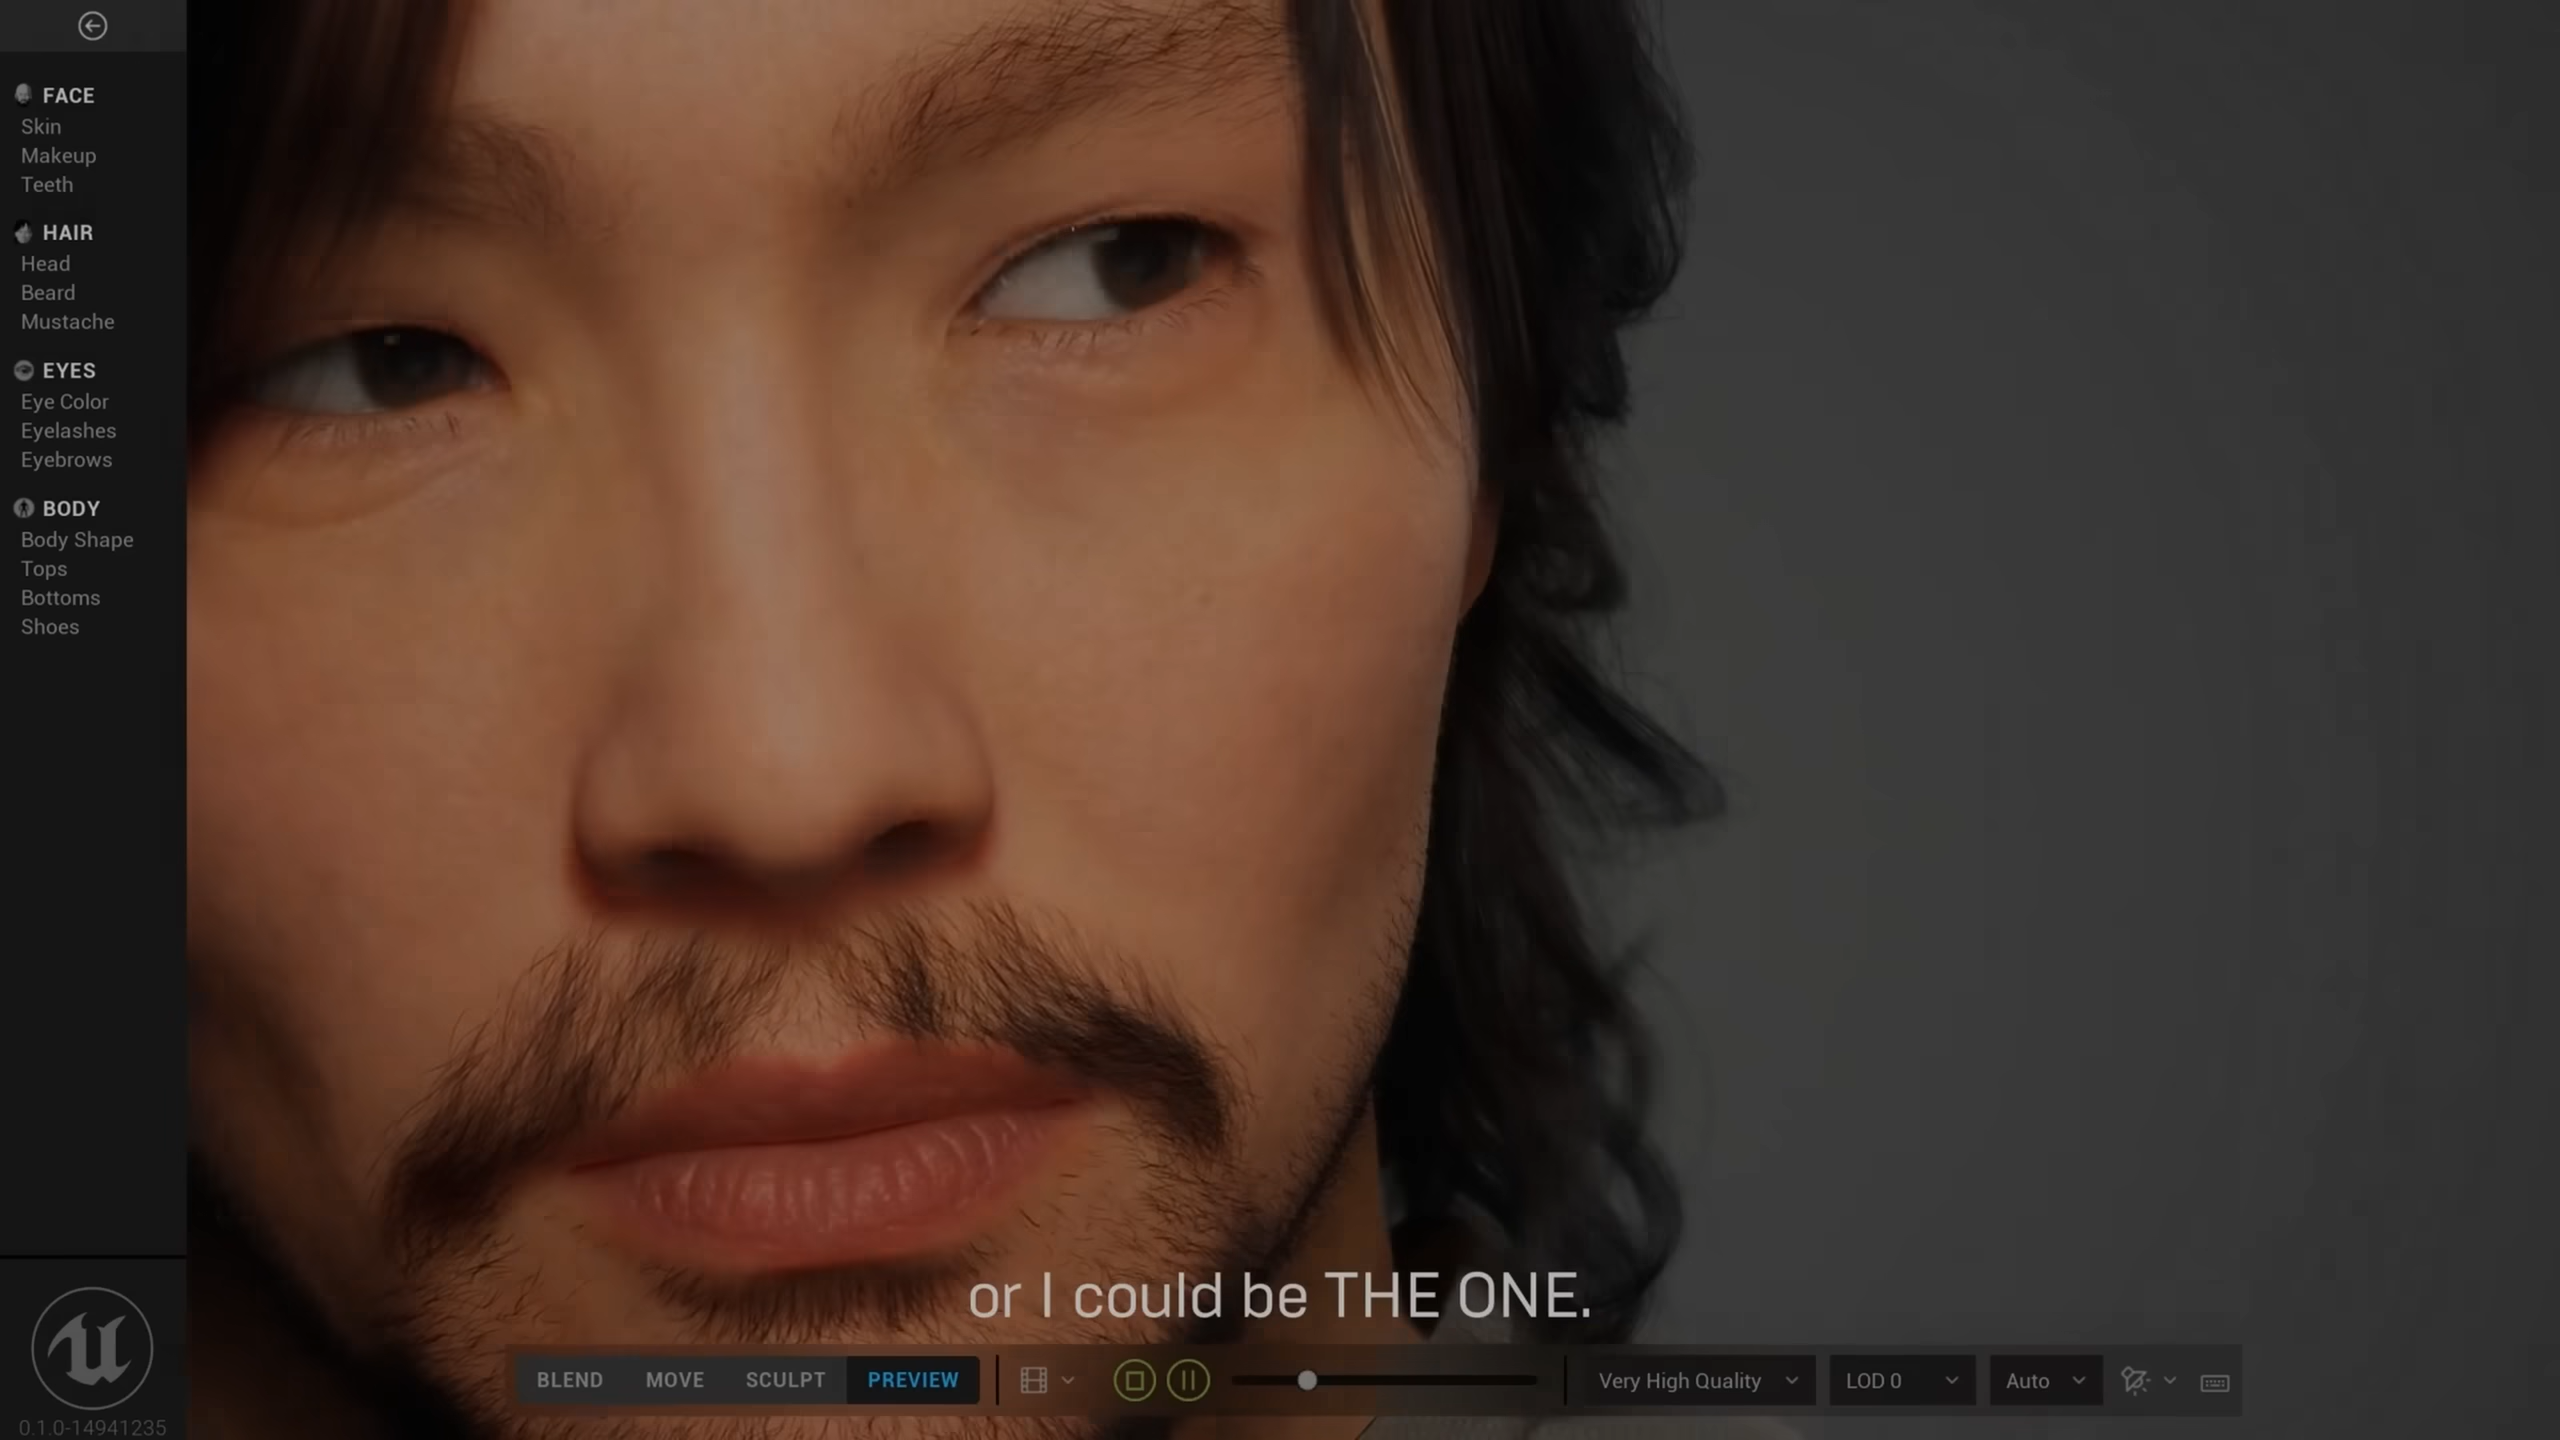 FACE
Skin
Makeup
Teeth
HAIR
Head
Beard
Mustache
EYES
Eye Color
Eyelashes
Eyebrows
BODY
Body Shape
Tops
Bottoms
Shoes
or I could be THE ONE.
BLEND MOVE SCULPT PREVIEW Very High Quality LOD 0 Auto
0.1.0-14941235